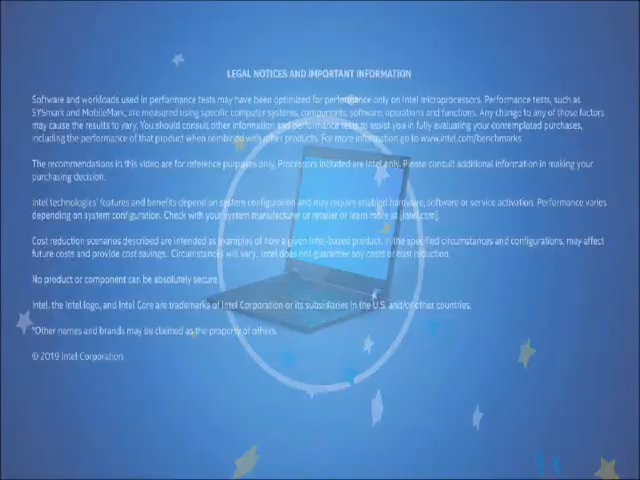 LEGAL NOTICES AND IMPORTANT INFORMATION
Software and workloads used in performance tests may have been optimized for performance only on Intel microprocessors. Performance tests, such as
SYSmark and MobileMark, are measured using specific computer systems, components, software, operations and functions. Any change to any of those factors
may cause the results to vary. You should consult other information and performance tests to assist you in fully evaluating your contemplated purchases,
including the performance of that product when combined with other products. For more information go to www.intel.com/benchmarks
The recommendations in this video are for reference purposes only, Processors included are Intel only. Please consult additional information in making your
purchasing decision.
Intel technologies' features and benefits depend on system configuration and may require enabled hardware, software or service activation. Performance varies
depending on system configuration. Check with your system manufacturer or retailer or learn more at [intel.com].
Cost reduction scenarios described are intended as examples of how a given Intel-based product, in the specified circumstances and configurations, may affect
future costs and provide cost savings. Circumstances will vary. Intel does not guarantee any costs or cost reduction.
No product or component can be absolutely secure.
Intel, the Intel logo, and Intel Core are trademarks of Intel Corporation or its subsidiaries in the U.S. and/or other countries.
*Other names and brands may be claimed as the property of others.
© 2019 Intel Corporation